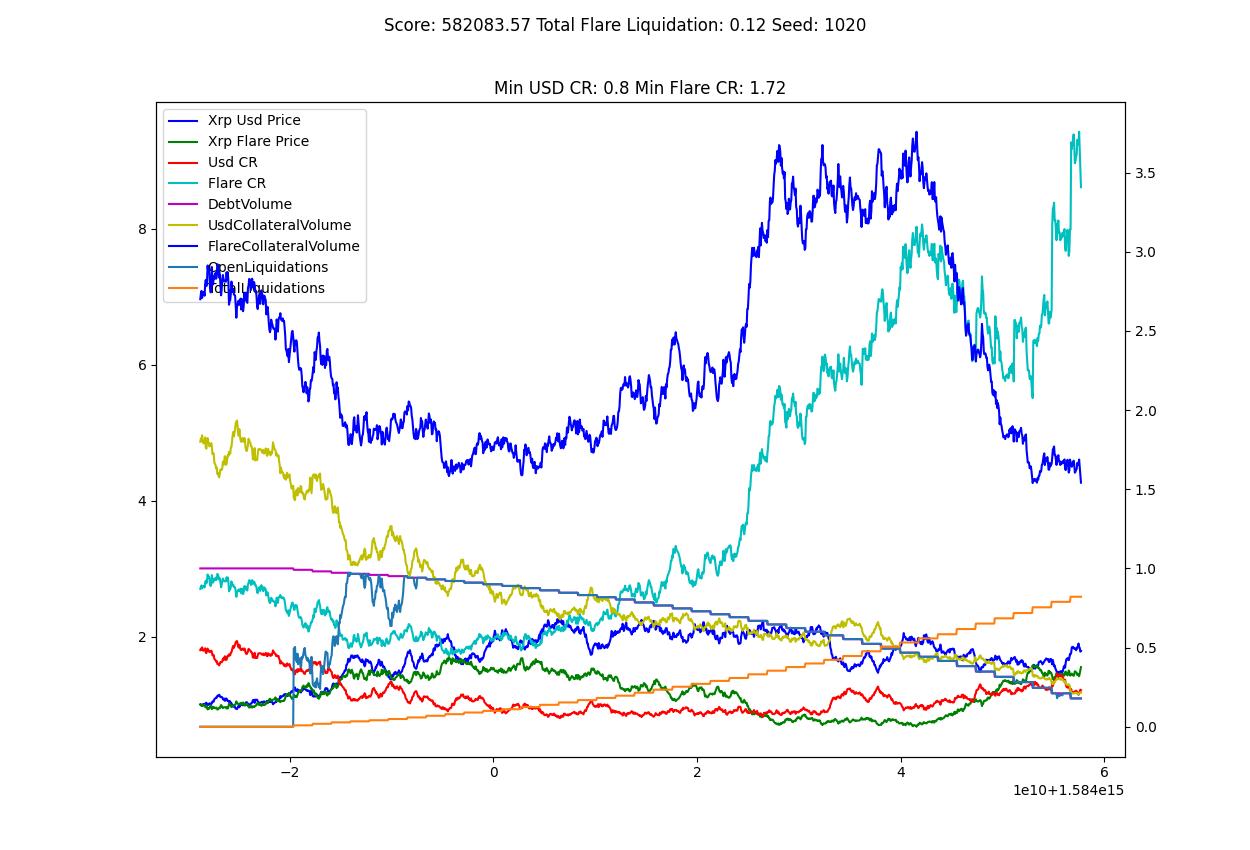 Score: 582083.57 Total Flare Liquidation: 0.12 Seed: 1020
Min USD CR: 0.8 Min Flare CR: 1.72
Xrp Usd Price
Xrp Flare Price
Usd CR
Flare CR
DebtVolume
UsdCollateralVolume
FlareCollateralVolume
OpenLiquidations
TotalLiquidations
8
6
4
2
3.5
3.0
2.5
2.0
1.5
1.0
0.5
0.0
−2
0
2
4
6
1e10+1.584e15